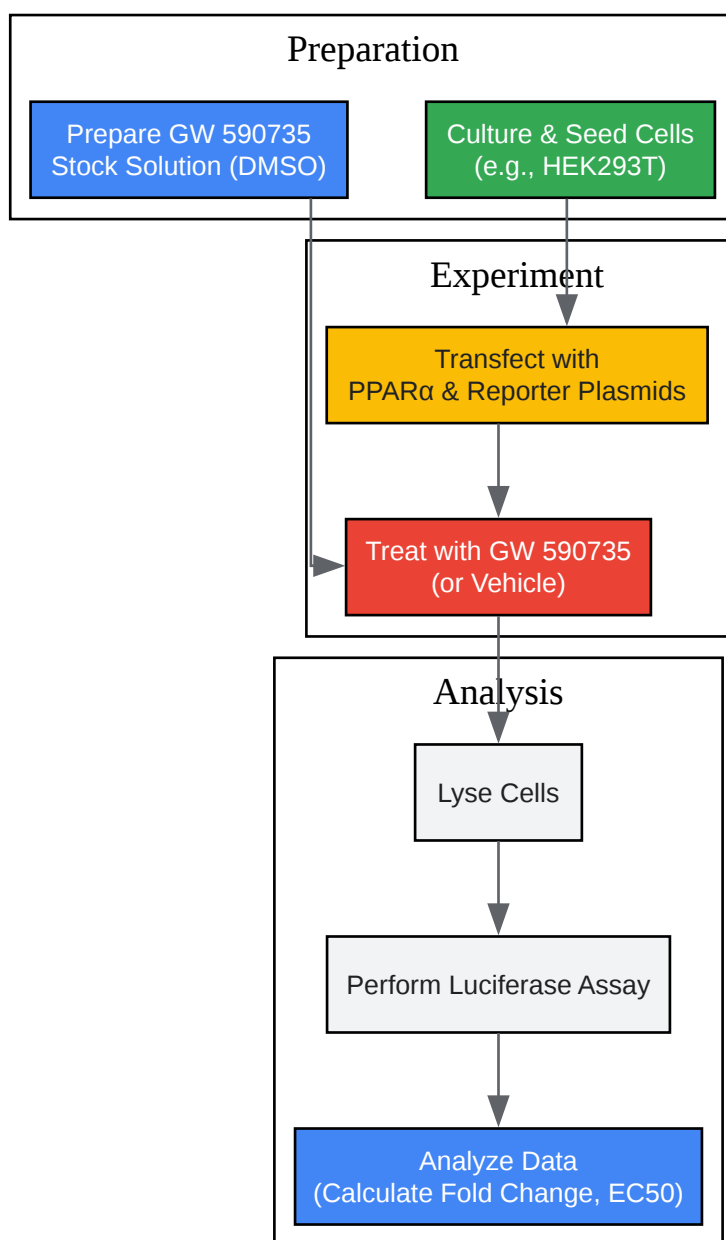 Preparation
Prepare GW 590735
Stock Solution (DMSO)
Culture & Seed Cells
(e.g., HEK293T)
Experiment
Transfect with
PPARα & Reporter Plasmids
Treat with GW 590735
(or Vehicle)
Analysis
Lyse Cells
Perform Luciferase Assay
Analyze Data
(Calculate Fold Change, EC50)